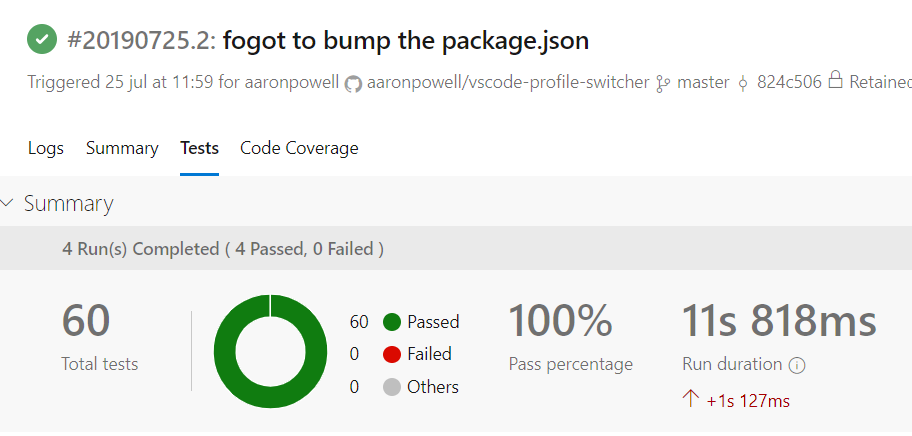 #20190725.2: fogot to bump the package.json
Triggered 25 jul at 11:59 for aaronpowell aaronpowell/vscode-profile-switcher master 824c506 Retained
Logs Summary Tests Code Coverage
Summary
4 Run(s) Completed ( 4 Passed, 0 Failed )
60
Total tests
60 Passed
0 Failed
0 Others
100%
Pass percentage
11s 818ms
Run duration
+1s 127ms